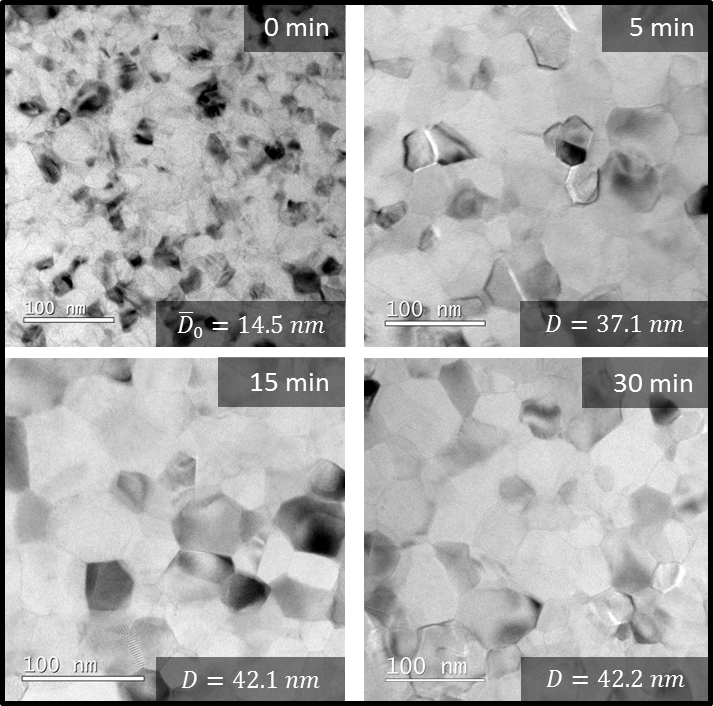 0 min
100 nm
D̅₀ = 14.5 nm
5 min
100 nm
D = 37.1 nm
15 min
100 nm
D = 42.1 nm
30 min
100 nm
D = 42.2 nm